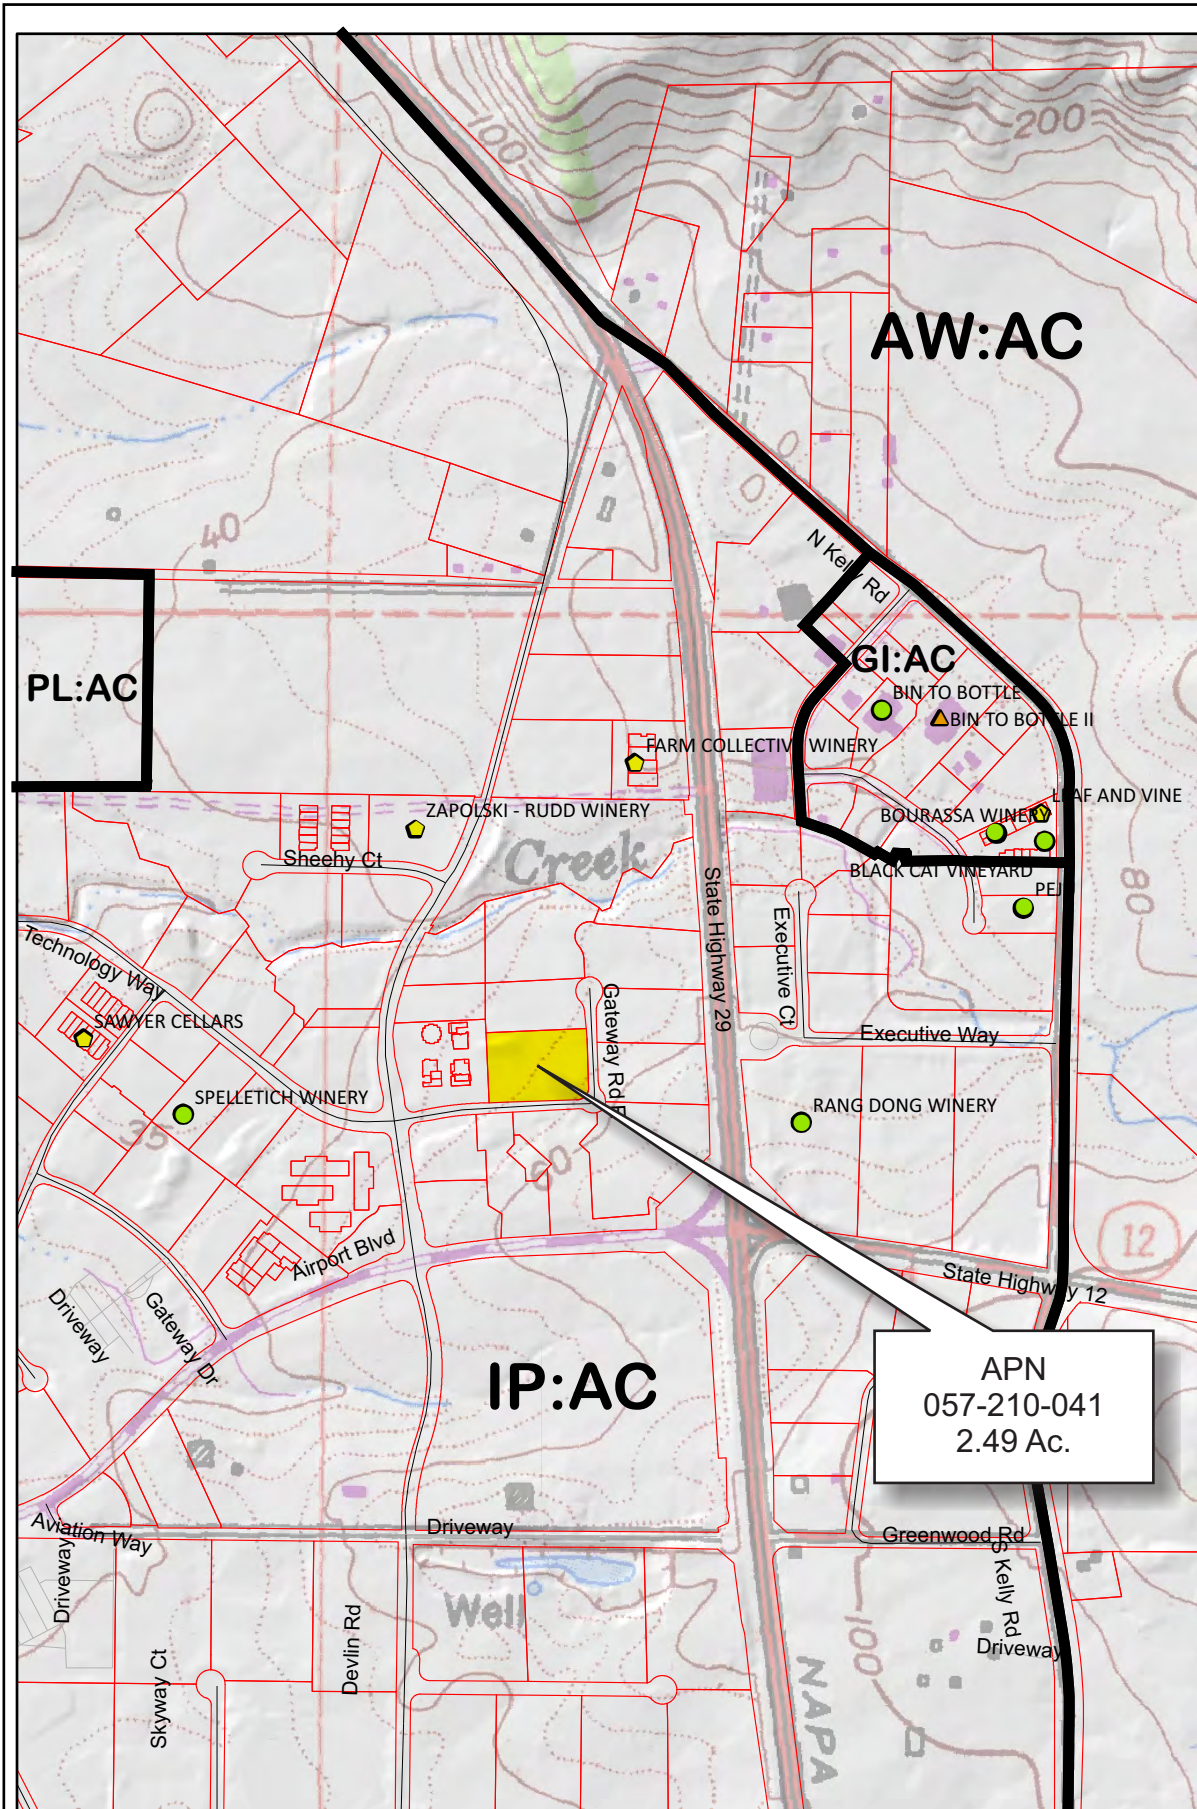 100
200
AW:AC
40
N Kelly Rd
GI:AC
PL:AC
BIN TO BOTTLE
BIN TO BOTTLE II
FARM COLLECTIVE WINERY
LEAF AND VINE
ZAPOLSKI - RUDD WINERY
BOURASSA WINERY
Creek
Sheehy Ct
BLACK CAT VINEYARD
PEJ
80
State Highway 29
Executive Ct
Technology Way
Gateway Rd E
SAWYER CELLARS
Executive Way
SPELLETICH WINERY
RANG DONG WINERY
35
60
12
Airport Blvd
State Highway 12
Driveway
Gateway Dr
IP:AC
APN
057-210-041
2.49 Ac.
Aviation Way
Driveway
Greenwood Rd
Driveway
S Kelly Rd
Well
100
Devlin Rd
Driveway
Skyway Ct
NAPA